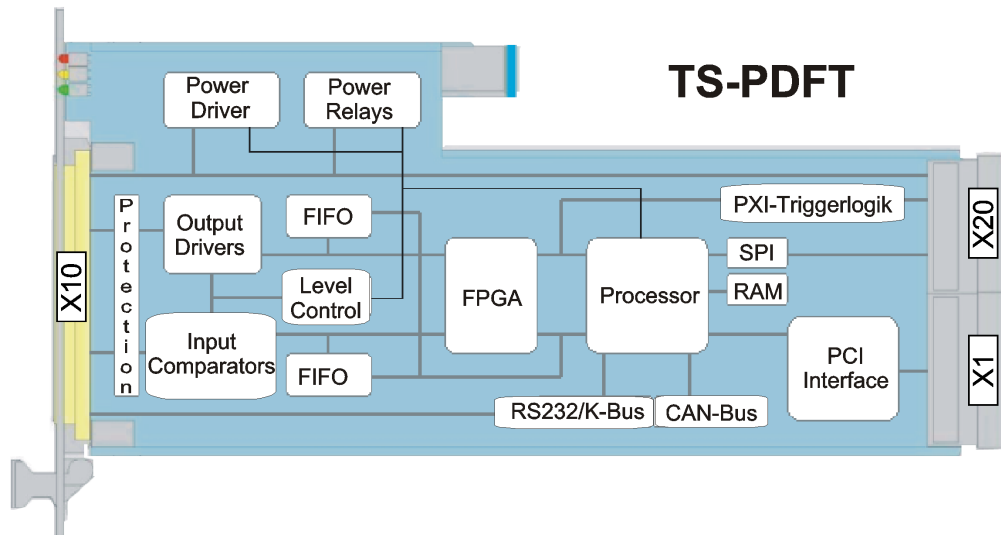 TS-PDFT
Power
Driver
Power
Relays
Protection
Output
Drivers
FIFO
PXI-Triggerlogik
X20
X10
Level
Control
FPGA
Processor
SPI
RAM
Input
Comparators
FIFO
PCI
Interface
X1
RS232/K-Bus
CAN-Bus